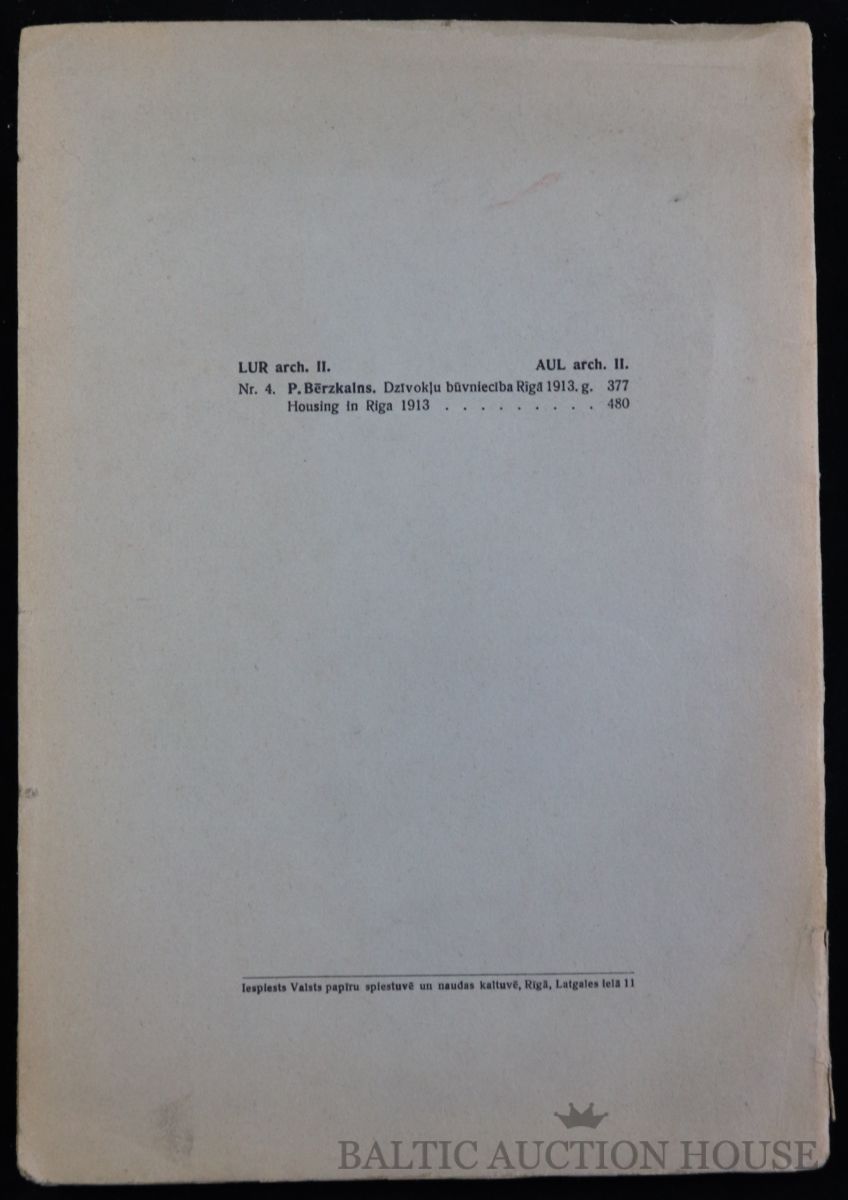 LUR arch. II. AUL arch. II.
Nr. 4. P. Bērzkalns. Dzīvokļu būvniecība Rīgā 1913. g. 377
Housing in Riga 1913 . . . . . . . . . 480
Iespiests Valsts papīru spiestuvē un naudas kaltuvē, Rīgā, Latgales ielā 11
BALTIC AUCTION HOUSE